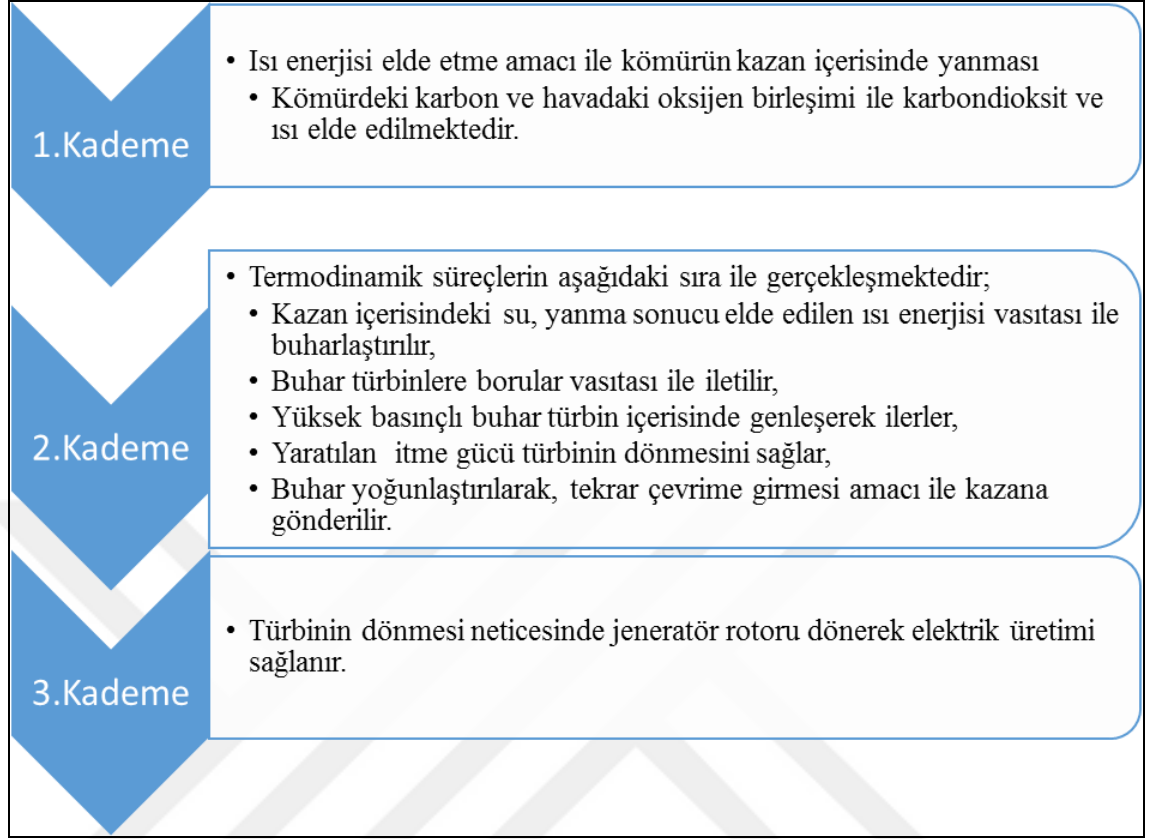 1.Kademe
• Isı enerjisi elde etme amacı ile kömürün kazan içerisinde yanması
• Kömürdeki karbon ve havadaki oksijen birleşimi ile karbondioksit ve
ısı elde edilmektedir.
2.Kademe
• Termodinamik süreçlerin aşağıdaki sıra ile gerçekleşmektedir;
• Kazan içerisindeki su, yanma sonucu elde edilen ısı enerjisi vasıtası ile
buharlaştırılır,
• Buhar türbinlere borular vasıtası ile iletilir,
• Yüksek basınçlı buhar türbin içerisinde genleşerek ilerler,
• Yaratılan itme gücü türbinin dönmesini sağlar,
• Buhar yoğunlaştırılarak, tekrar çevrime girmesi amacı ile kazana
gönderilir.
3.Kademe
• Türbinin dönmesi neticesinde jeneratör rotoru dönerek elektrik üretimi
sağlanır.